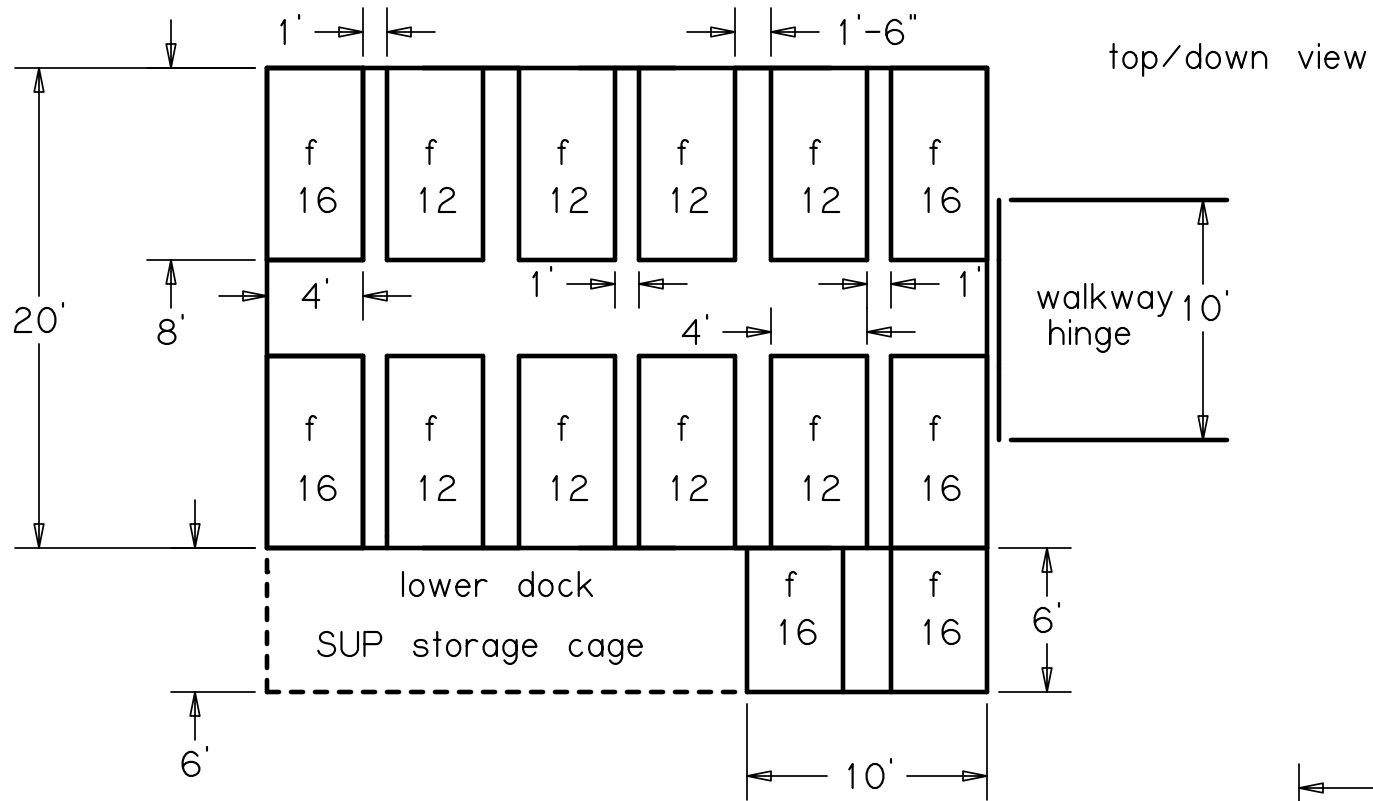 1' 1'-6"
top/down view
f f f f f f
16 12 12 12 12 16
20' 8' 4' 1' 4' 1'
walkway 10'
hinge
f f f f f f
16 12 12 12 12 16
lower dock
SUP storage cage
f f
16 16
6'
6'
10'